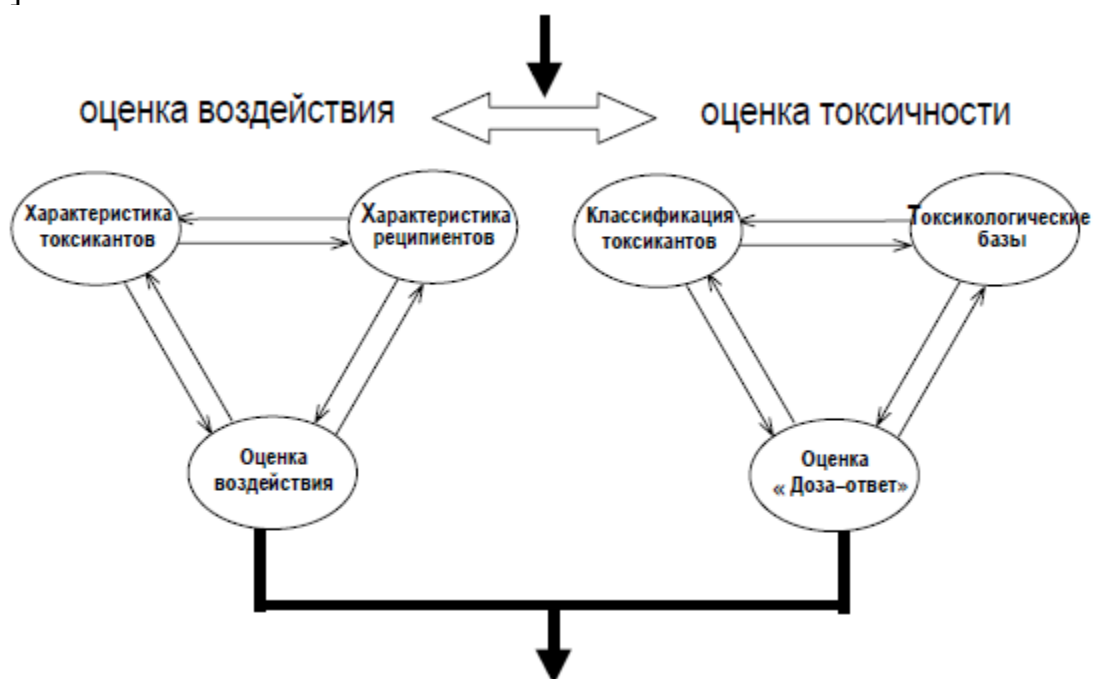 ]
оценка воздействия
оценка токсичности
Характеристика
токсикантов
Характеристика
реципиентов
Оценка
воздействия
Классификация
токсикантов
Токсикологические
базы
Оценка
« Доза–ответ»